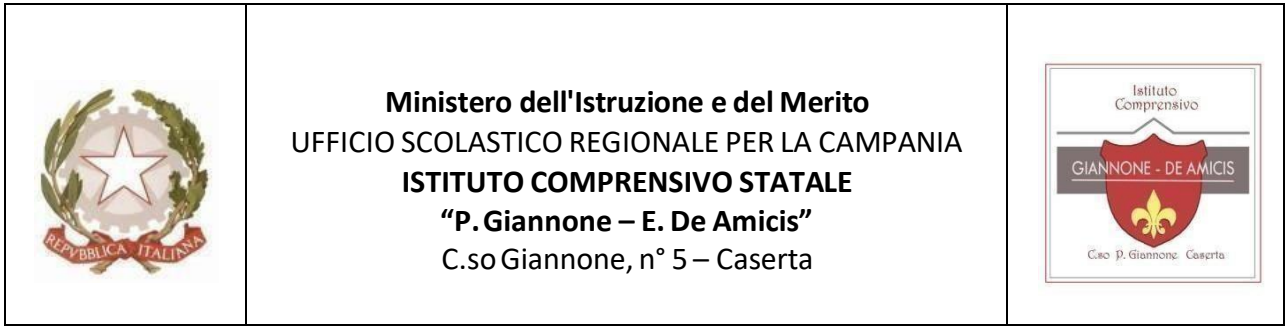 REPVBBLICA ITALIANA
Ministero dell'Istruzione e del Merito
UFFICIO SCOLASTICO REGIONALE PER LA CAMPANIA
ISTITUTO COMPRENSIVO STATALE
“P. Giannone – E. De Amicis”
C.so Giannone, n° 5 – Caserta
Istituto
Comprensivo
GIANNONE - DE AMICIS
C.so P. Giannone Caserta